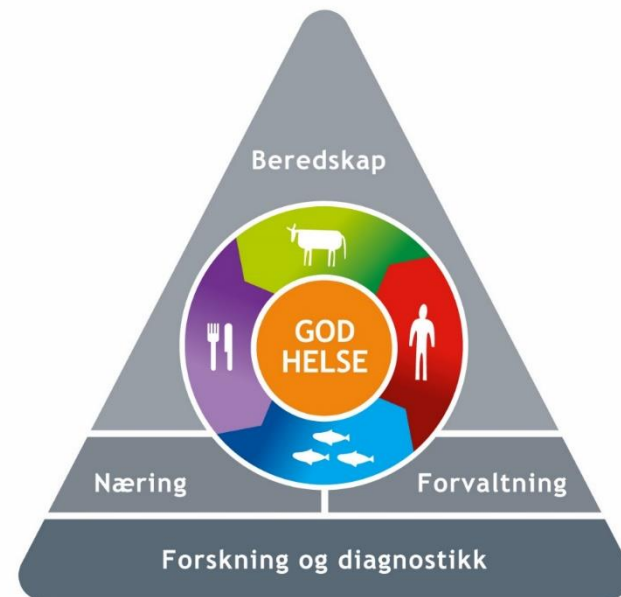 Beredskap
GOD
HELSE
Næring
Forvaltning
Forskning og diagnostikk